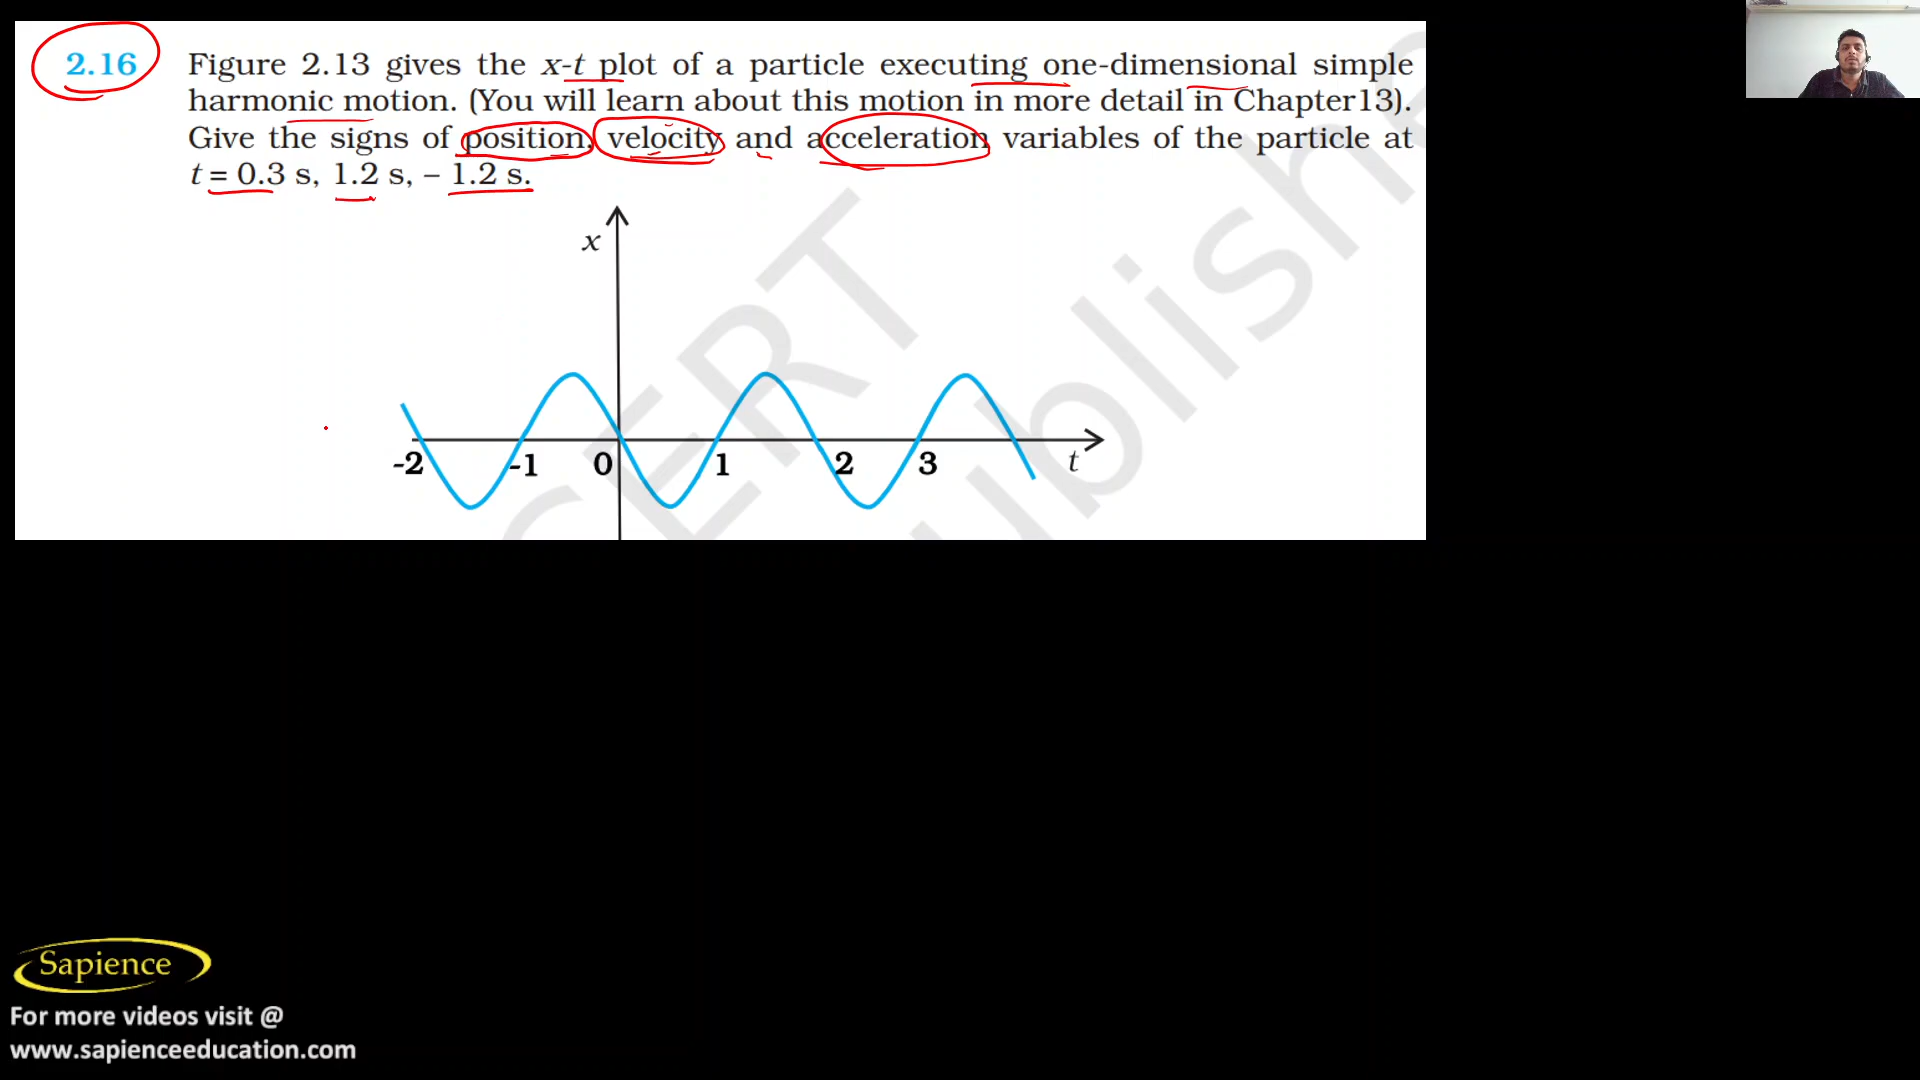 2.16 Figure 2.13 gives the x-t plot of a particle executing one-dimensional simple
harmonic motion. (You will learn about this motion in more detail in Chapter13).
Give the signs of position, velocity and acceleration variables of the particle at
t = 0.3 s, 1.2 s, – 1.2 s.
x
-2 -1 0 1 2 3 t
Sapience
For more videos visit @
www.sapienceeducation.com